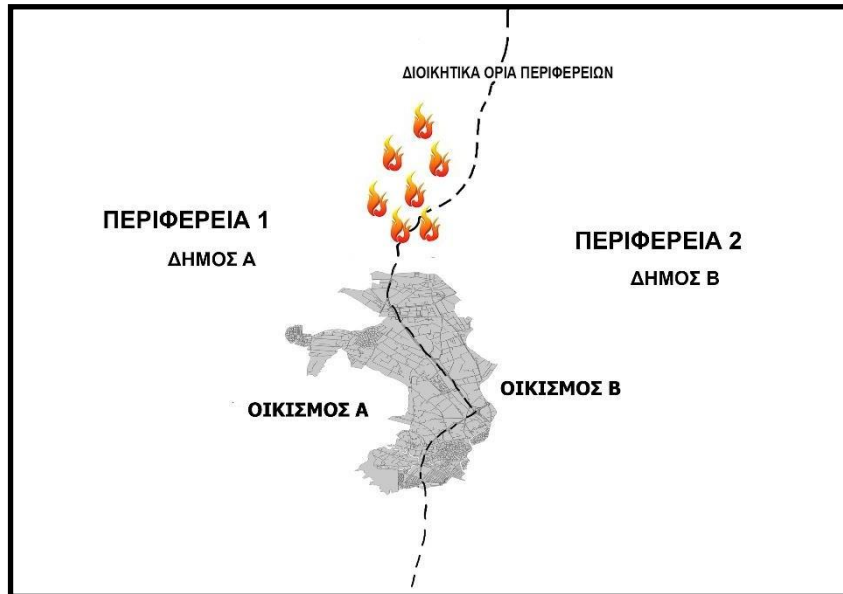 ΔΙΟΙΚΗΤΙΚΑ ΟΡΙΑ ΠΕΡΙΦΕΡΕΙΩΝ
ΠΕΡΙΦΕΡΕΙΑ 1
ΔΗΜΟΣ Α
ΠΕΡΙΦΕΡΕΙΑ 2
ΔΗΜΟΣ Β
ΟΙΚΙΣΜΟΣ Α
ΟΙΚΙΣΜΟΣ Β